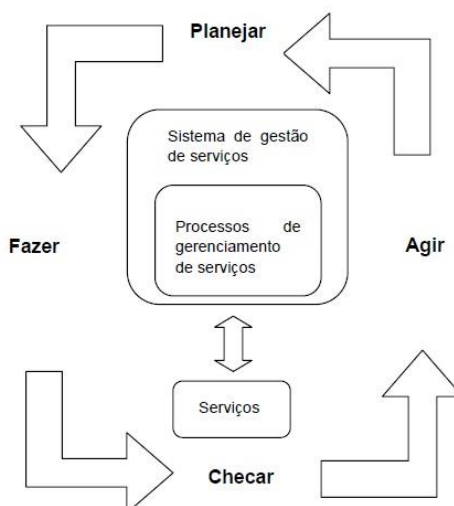 Planejar
Sistema de gestão
de serviços
Processos de
gerenciamento
de serviços
Fazer
Agir
Serviços
Checar